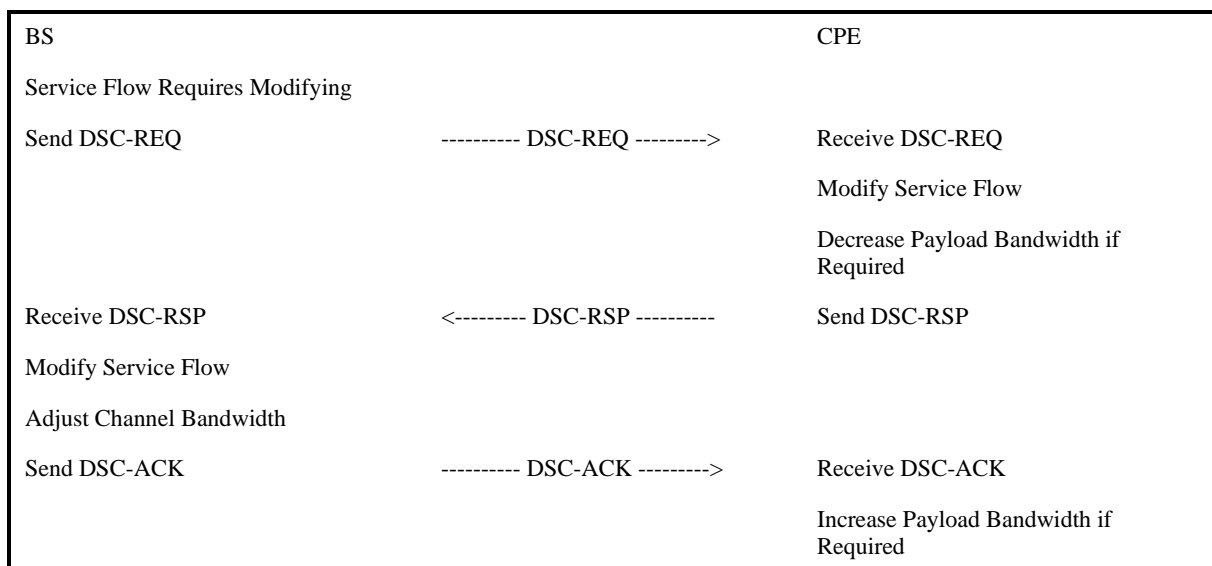 BS CPE
Service Flow Requires Modifying
Send DSC-REQ ---------- DSC-REQ ---------> Receive DSC-REQ
Modify Service Flow
Decrease Payload Bandwidth if
Required
Receive DSC-RSP <--------- DSC-RSP ---------- Send DSC-RSP
Modify Service Flow
Adjust Channel Bandwidth
Send DSC-ACK ---------- DSC-ACK ---------> Receive DSC-ACK
Increase Payload Bandwidth if
Required